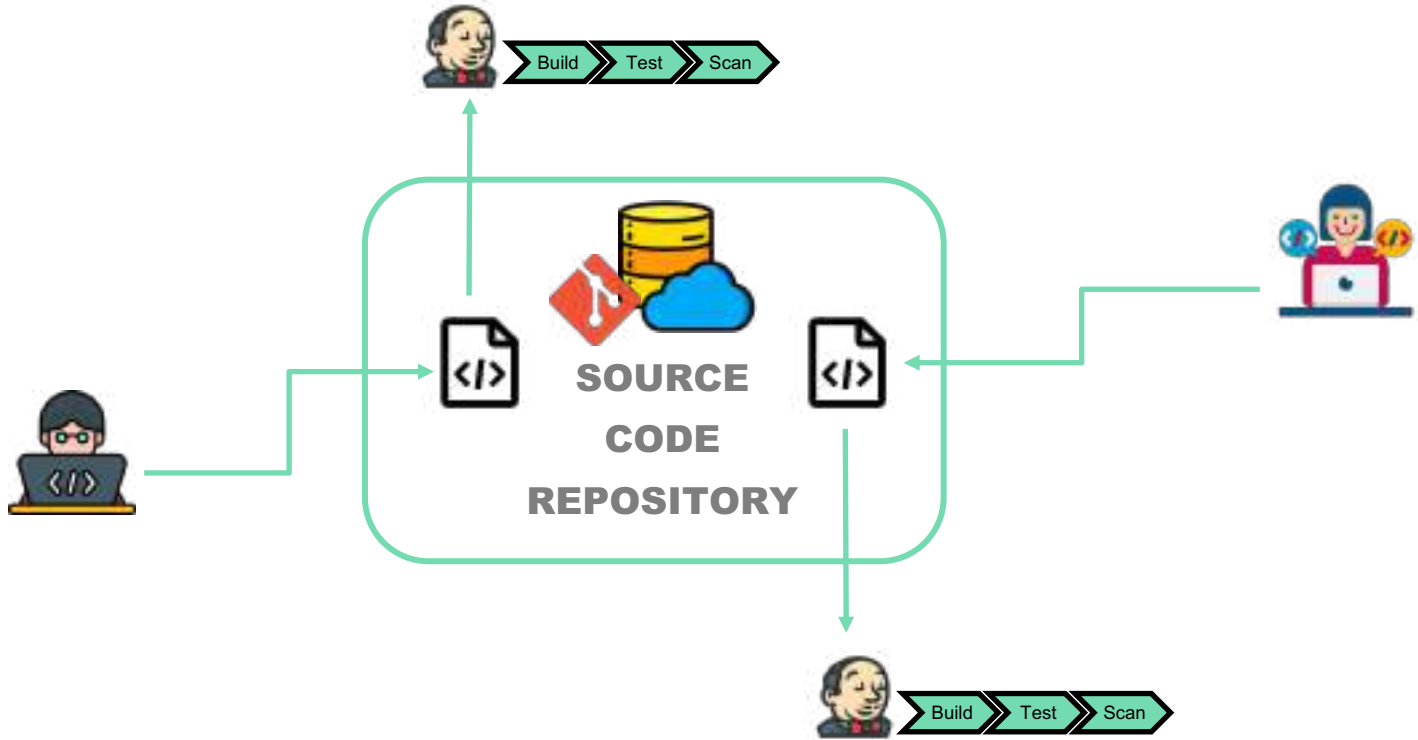 Build Test Scan
</>
</>
SOURCE
CODE
REPOSITORY
</>
Build Test Scan